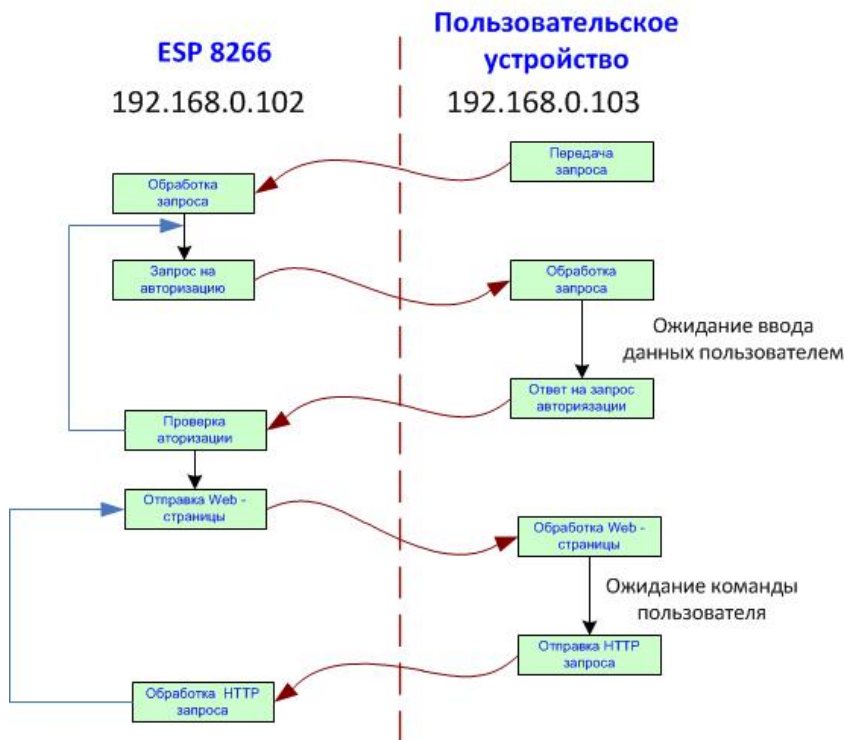 ESP 8266
192.168.0.102
Пользовательское
устройство
192.168.0.103
Передача
запроса
Обработка
запроса
Запрос на
авторизацию
Обработка
запроса
Ожидание ввода
данных пользователем
Ответ на запрос
авториязации
Проверка
аторизации
Отправка Web -
страницы
Обработка Web -
страницы
Ожидание команды
пользователя
Отправка HTTP
запроса
Обработка HTTP
запроса